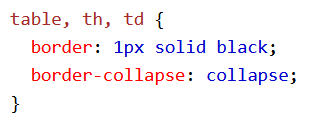 table, th, td {
  border: 1px solid black;
  border-collapse: collapse;
}